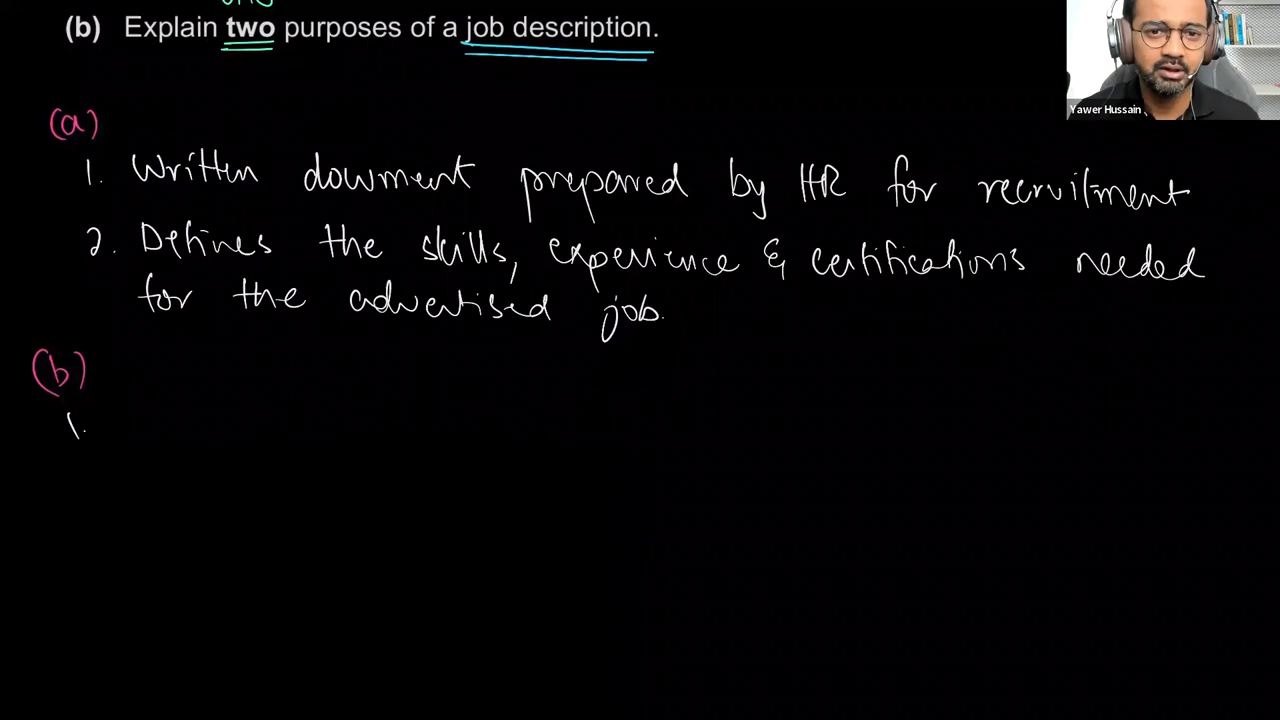 (b) Explain two purposes of a job description.
Yawer Hussain
(a)
1. Written document prepared by HR for recruitment
2. Defines the skills, experience & certifications needed
for the advertised job.
(b)
1.